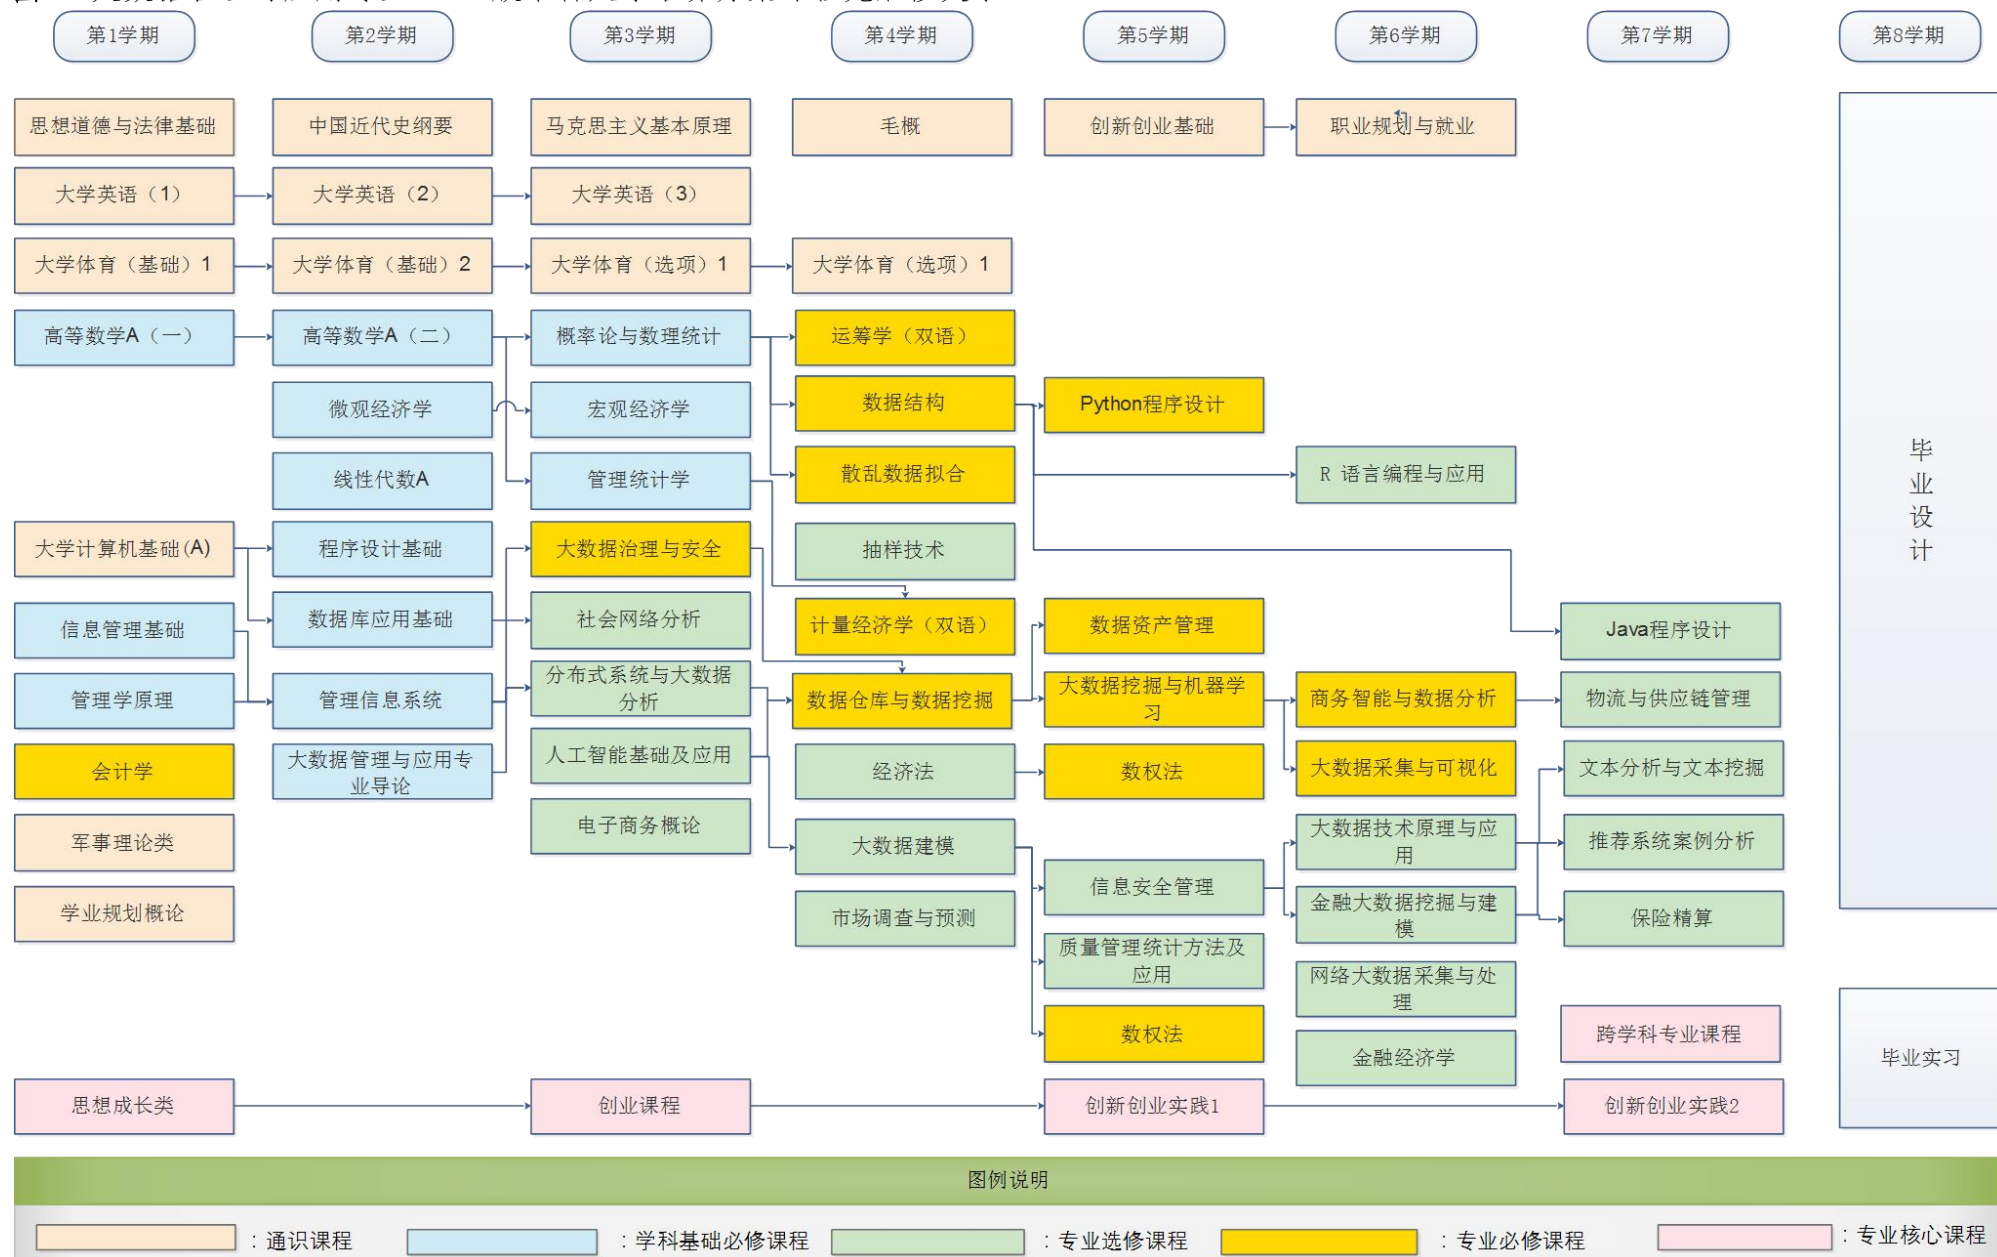 第1学期
第2学期
第3学期
第4学期
第5学期
第6学期
第7学期
第8学期
思想道德与法律基础
中国近代史纲要
马克思主义基本原理
毛概
创新创业基础
职业规划与就业
大学英语（1）
大学英语（2）
大学英语（3）
大学体育（基础）1
大学体育（基础）2
大学体育（选项）1
大学体育（选项）1
高等数学A（一）
高等数学A（二）
概率论与数理统计
运筹学（双语）
微观经济学
宏观经济学
数据结构
Python程序设计
线性代数A
管理统计学
散乱数据拟合
R 语言编程与应用
毕
业
设
计
大学计算机基础(A)
程序设计基础
大数据治理与安全
抽样技术
信息管理基础
数据库应用基础
社会网络分析
计量经济学（双语）
数据资产管理
Java程序设计
管理学原理
管理信息系统
分布式系统与大数据
分析
数据仓库与数据挖掘
大数据挖掘与机器学
习
商务智能与数据分析
物流与供应链管理
会计学
大数据管理与应用专
业导论
人工智能基础及应用
经济法
数权法
大数据采集与可视化
文本分析与文本挖掘
军事理论类
电子商务概论
大数据建模
大数据技术原理与应
用
推荐系统案例分析
学业规划概论
市场调查与预测
信息安全管理
金融大数据挖掘与建
模
保险精算
质量管理统计方法及
应用
网络大数据采集与处
理
数权法
金融经济学
跨学科专业课程
毕业实习
思想成长类
创业课程
创新创业实践1
创新创业实践2
图例说明
：通识课程
：学科基础必修课程
：专业选修课程
：专业必修课程
：专业核心课程